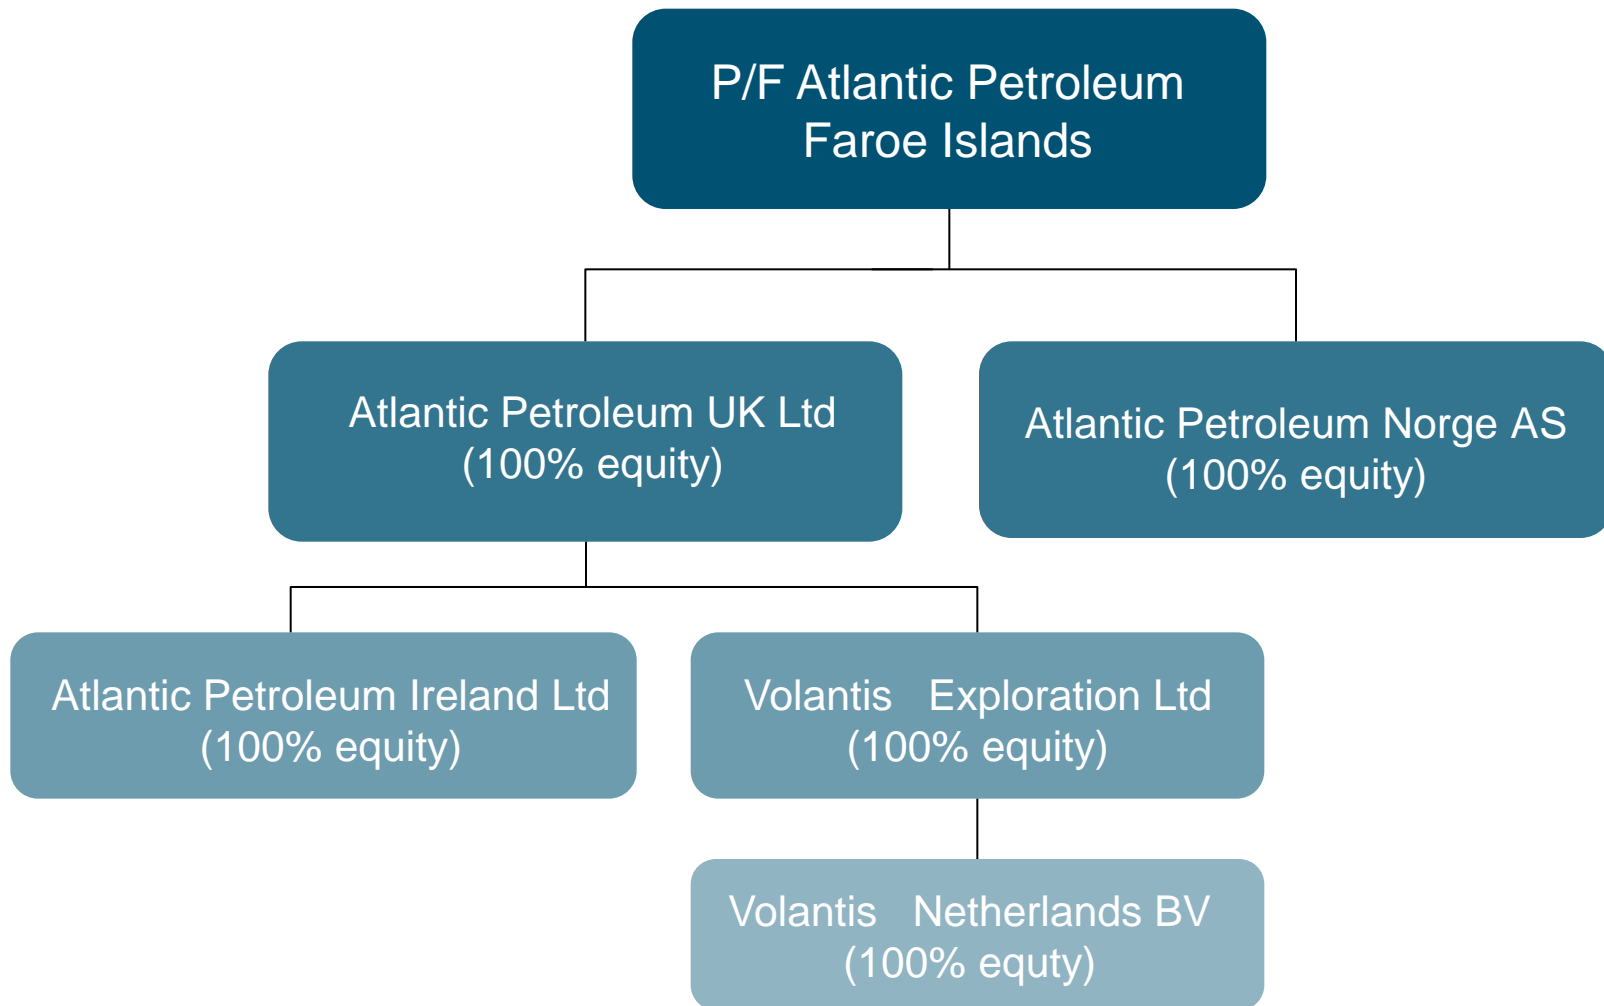 P/F Atlantic Petroleum
Faroe Islands
Atlantic Petroleum UK Ltd
(100% equity)
Atlantic Petroleum Norge AS
(100% equity)
Atlantic Petroleum Ireland Ltd
(100% equity)
Volantis Exploration Ltd
(100% equity)
Volantis Netherlands BV
(100% equty)